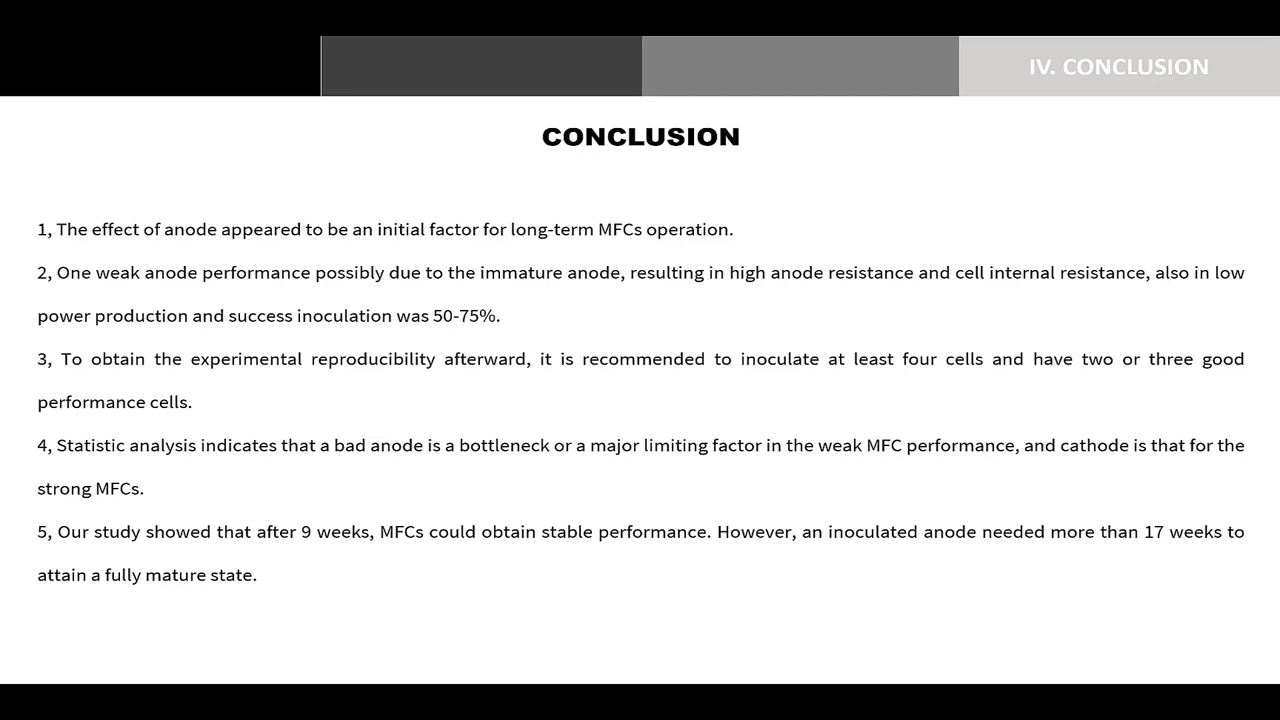 IV. CONCLUSION
CONCLUSION
1, The effect of anode appeared to be an initial factor for long-term MFCs operation.
2, One weak anode performance possibly due to the immature anode, resulting in high anode resistance and cell internal resistance, also in low
power production and success inoculation was 50-75%.
3, To obtain the experimental reproducibility afterward, it is recommended to inoculate at least four cells and have two or three good
performance cells.
4, Statistic analysis indicates that a bad anode is a bottleneck or a major limiting factor in the weak MFC performance, and cathode is that for the
strong MFCs.
5, Our study showed that after 9 weeks, MFCs could obtain stable performance. However, an inoculated anode needed more than 17 weeks to
attain a fully mature state.